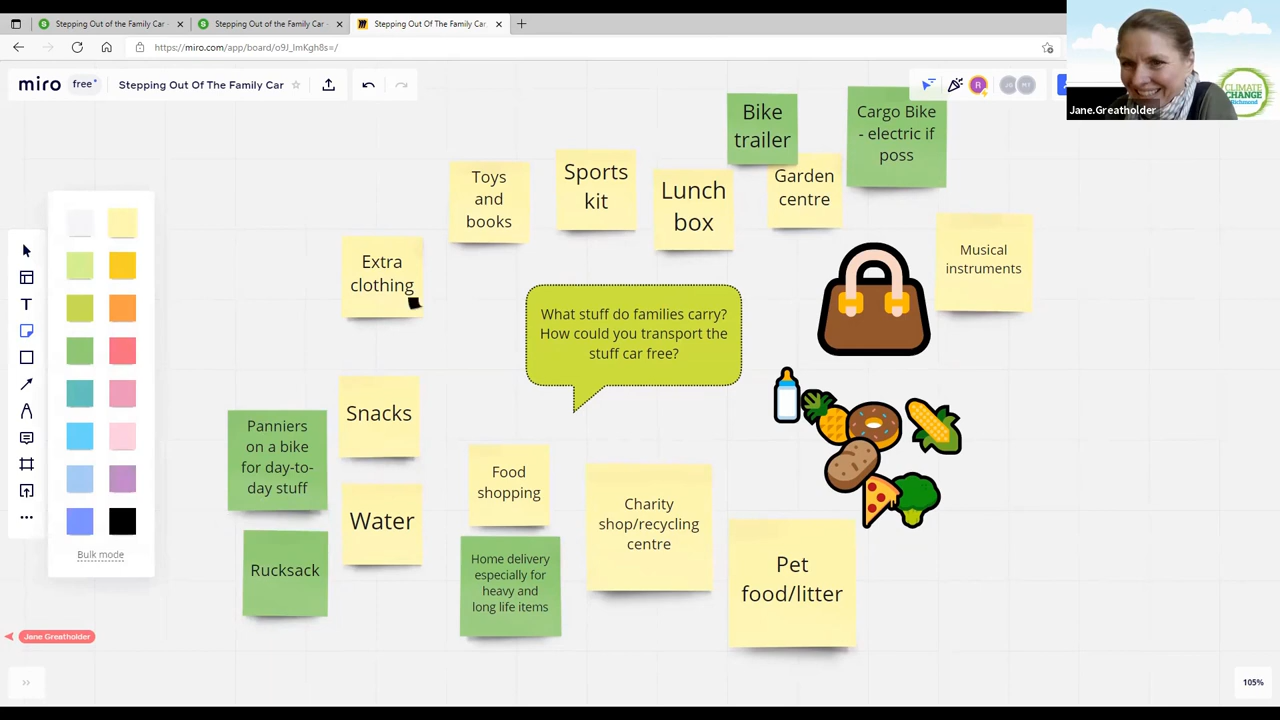 Stepping Out of the Family Car -
Stepping Out of the Family Car -
Stepping Out Of The Family Car,
https://miro.com/app/board/o9J_lmKgh8s=/
miro
free
Stepping Out Of The Family Car
R
JG
RT
Jane.Greatholder
CLIMATE
CHANGE
Richmond
Bike
trailer
Cargo Bike
- electric if
poss
Toys
and
books
Sports
kit
Lunch
box
Garden
centre
Musical
instruments
Extra
clothing
What stuff do families carry?
How could you transport the
stuff car free?
Snacks
Panniers
on a bike
for day-to-
day stuff
Water
Rucksack
Food
shopping
Home delivery
especially for
heavy and
long life items
Charity
shop/recycling
centre
Pet
food/litter
T
Bulk mode
Jane Greatholder
105%